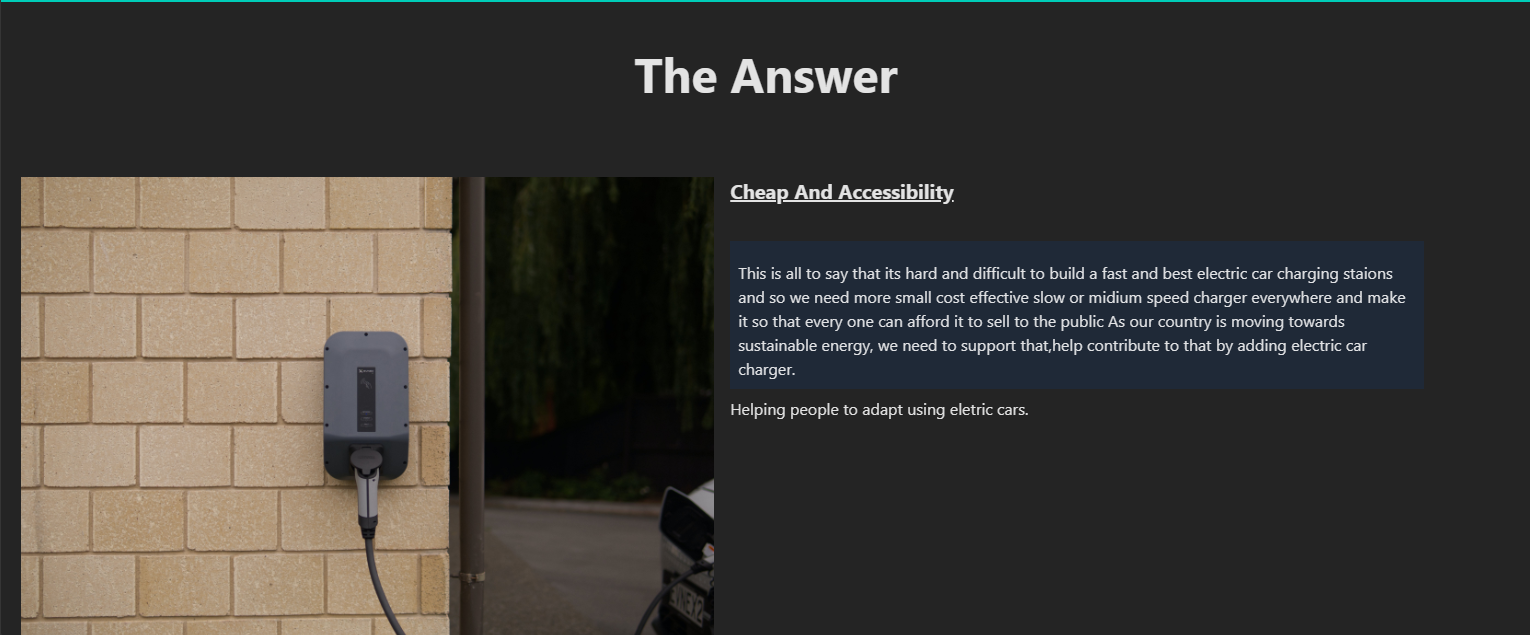 The Answer
Cheap And Accessibility
This is all to say that its hard and difficult to build a fast and best electric car charging staions
and so we need more small cost effective slow or midium speed charger everywhere and make
it so that every one can afford it to sell to the public As our country is moving towards
sustainable energy, we need to support that,help contribute to that by adding electric car
charger.
Helping people to adapt using eletric cars.